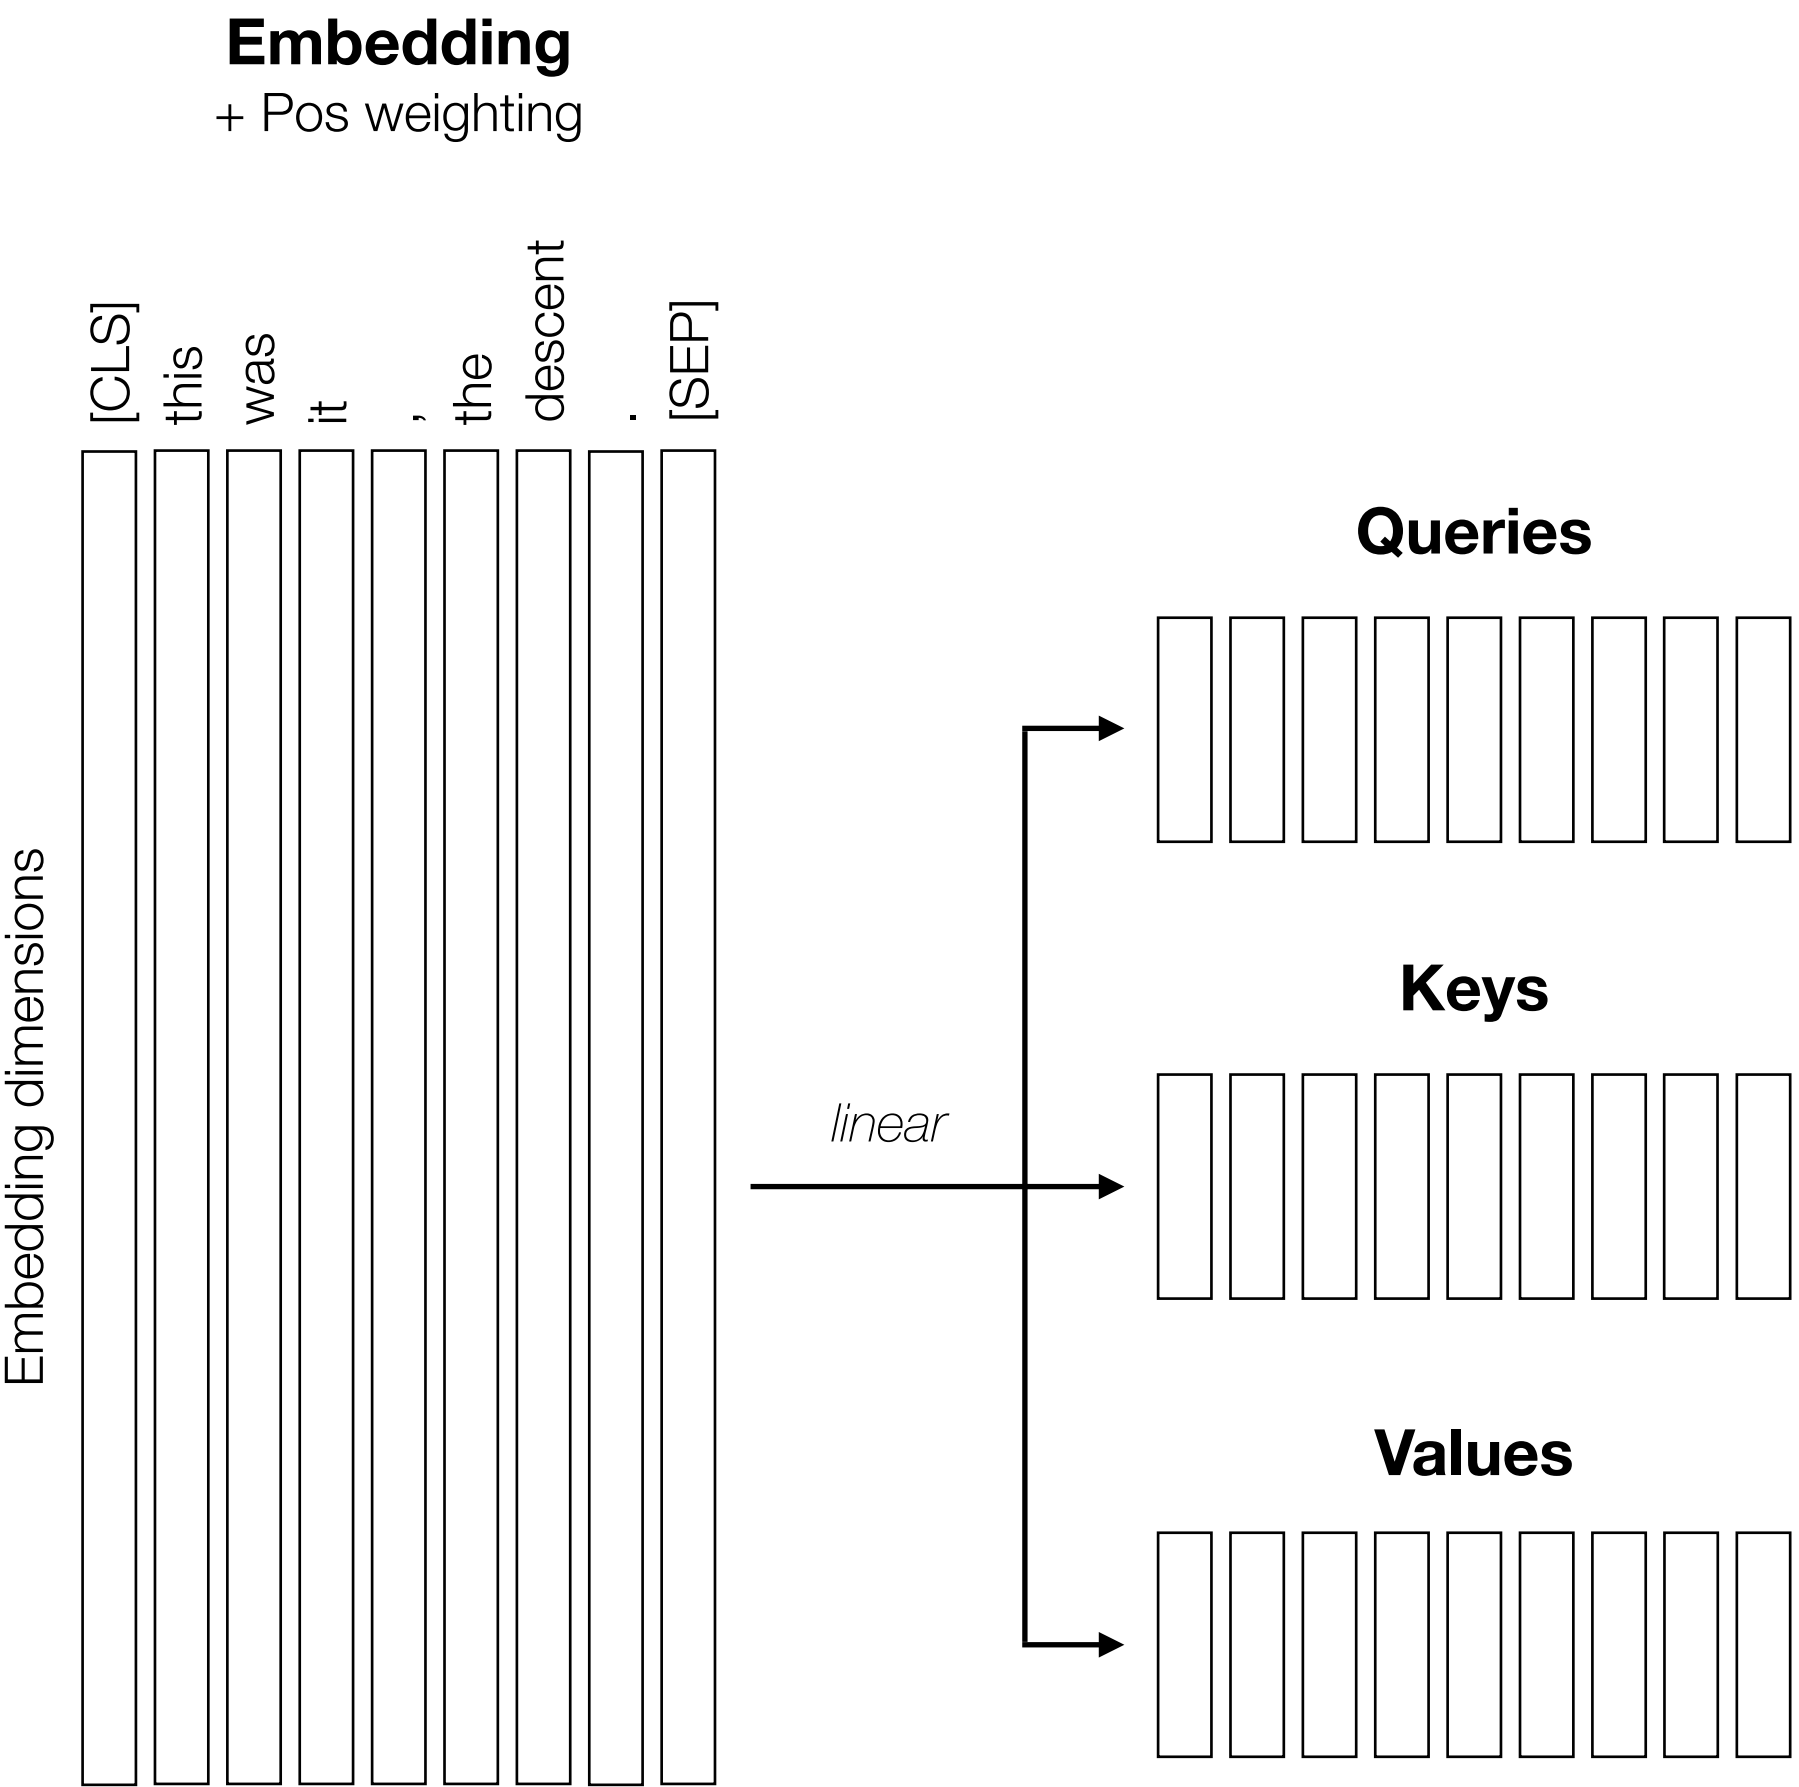 Embedding
+ Pos weighting
[CLS]
this
was
it
,
the
descent
.
[SEP]
Embedding dimensions
linear
Queries
Keys
Values